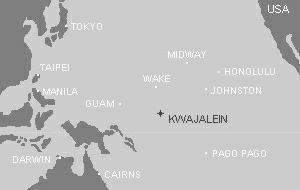 USA
TOKYO
MIDWAY
TAIPEI
HONOLULU
WAKE
MANILA
JOHNSTON
GUAM
KWAJALEIN
DARWIN
PAGO PAGO
CAIRNS